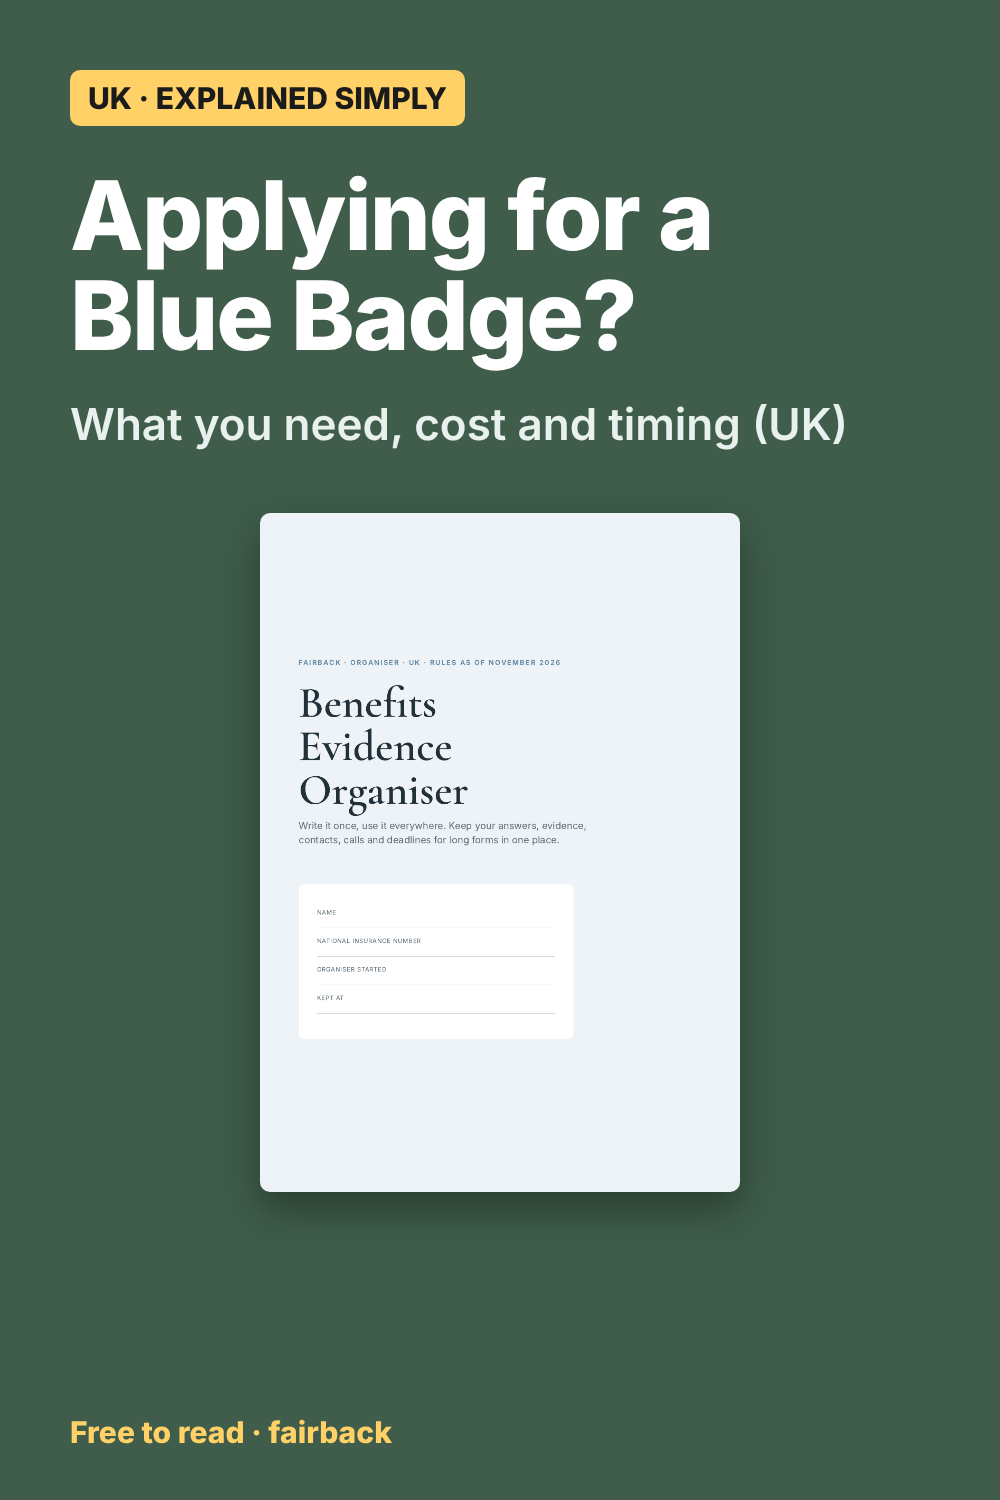 UK · EXPLAINED SIMPLY
Applying for a
Blue Badge?
What you need, cost and timing (UK)
FAIRBACK · ORGANISER · UK · RULES AS OF NOVEMBER 2026
Benefits
Evidence
Organiser
Write it once, use it everywhere. Keep your answers, evidence,
contacts, calls and deadlines for long forms in one place.
NAME
NATIONAL INSURANCE NUMBER
ORGANISER STARTED
KEPT AT
Free to read · fairback